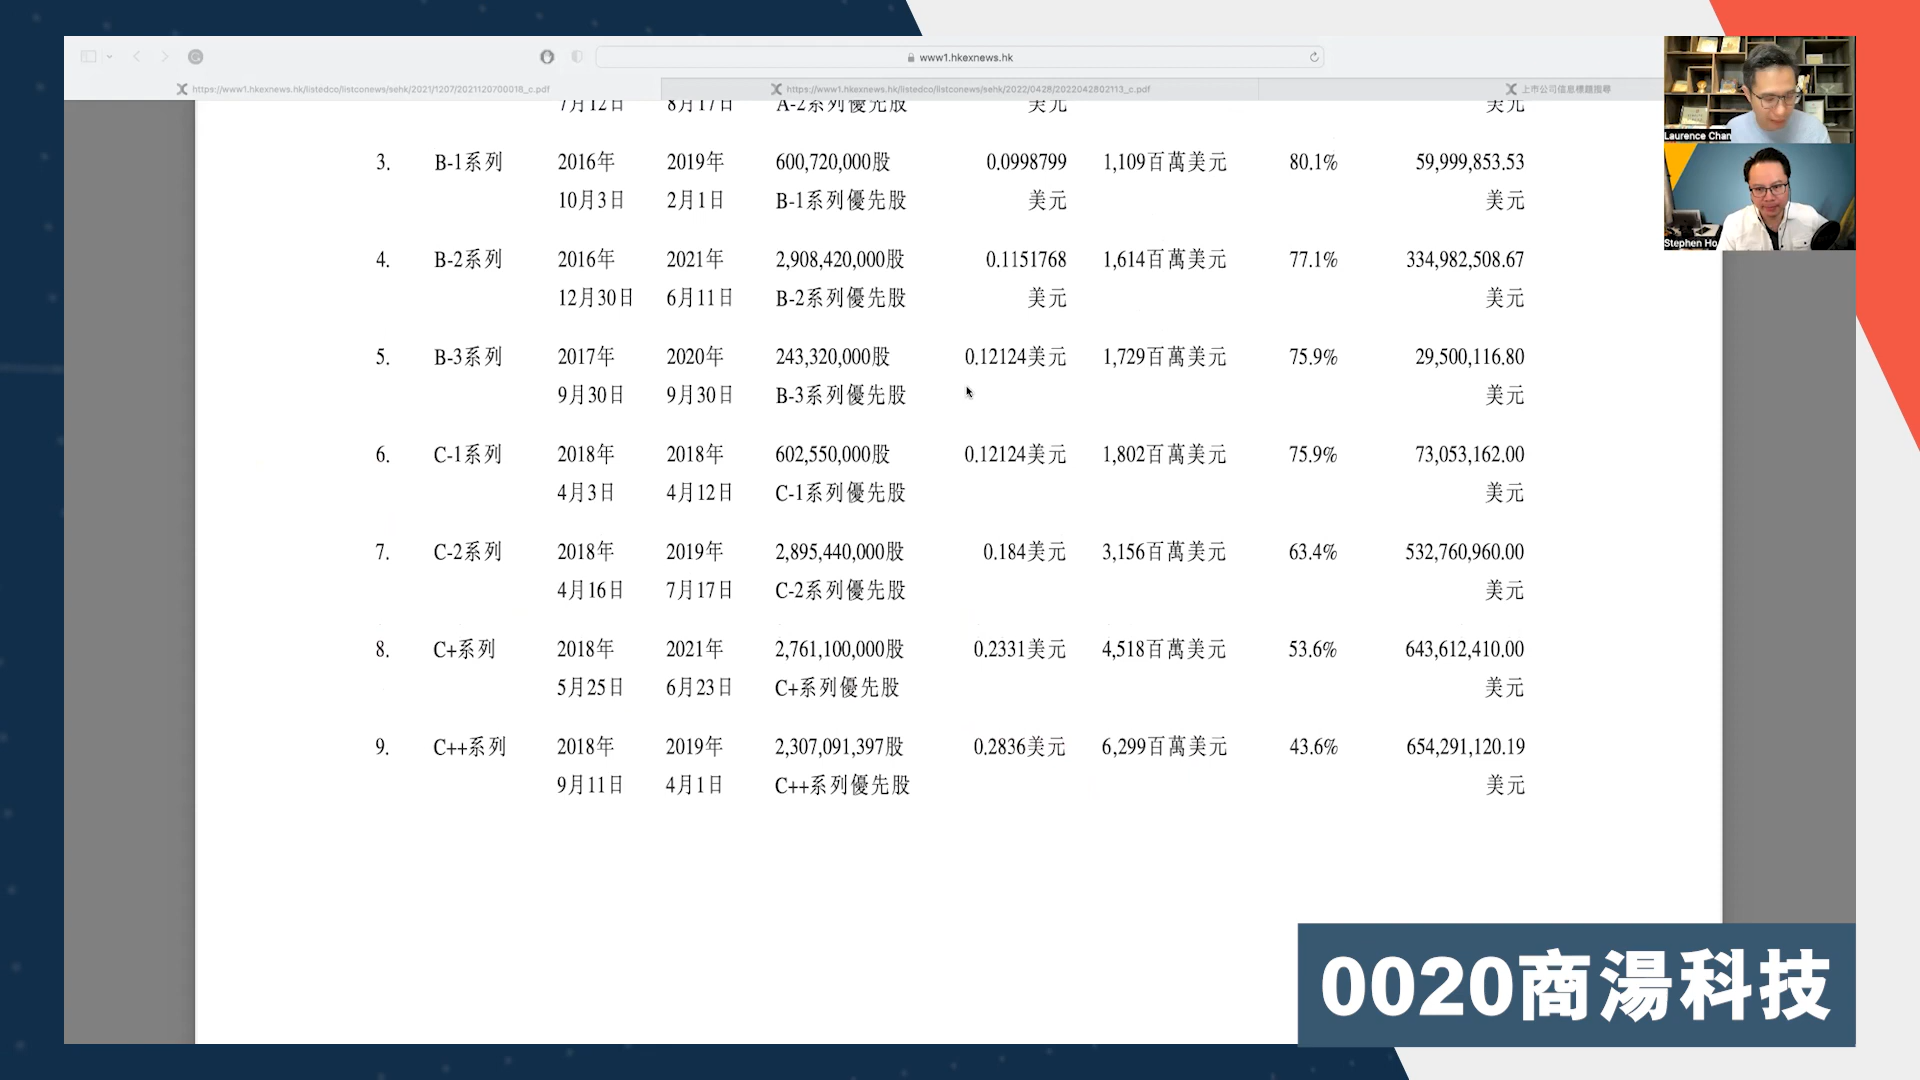 www1.hkexnews.hk
https://www1.hkexnews.hk/listedco/listconews/sehk/2021/1207/2021120700018_c.pdf
https://www1.hkexnews.hk/listedco/listconews/sehk/2022/0428/2022042802113_c.pdf
上市公司信息標題搜尋
7月12日 8月17日 A-2系列優先股 美元 美元
3. B-1系列 2016年 2019年 600,720,000股 0.0998799 1,109百萬美元 80.1% 59,999,853.53
10月3日 2月1日 B-1系列優先股 美元 美元
4. B-2系列 2016年 2021年 2,908,420,000股 0.1151768 1,614百萬美元 77.1% 334,982,508.67
12月30日 6月11日 B-2系列優先股 美元 美元
5. B-3系列 2017年 2020年 243,320,000股 0.12124美元 1,729百萬美元 75.9% 29,500,116.80
9月30日 9月30日 B-3系列優先股 美元
6. C-1系列 2018年 2018年 602,550,000股 0.12124美元 1,802百萬美元 75.9% 73,053,162.00
4月3日 4月12日 C-1系列優先股 美元
7. C-2系列 2018年 2019年 2,895,440,000股 0.184美元 3,156百萬美元 63.4% 532,760,960.00
4月16日 7月17日 C-2系列優先股 美元
8. C+系列 2018年 2021年 2,761,100,000股 0.2331美元 4,518百萬美元 53.6% 643,612,410.00
5月25日 6月23日 C+系列優先股 美元
9. C++系列 2018年 2019年 2,307,091,397股 0.2836美元 6,299百萬美元 43.6% 654,291,120.19
9月11日 4月1日 C++系列優先股 美元
Laurence Chan
Stephen Ho
0020商湯科技